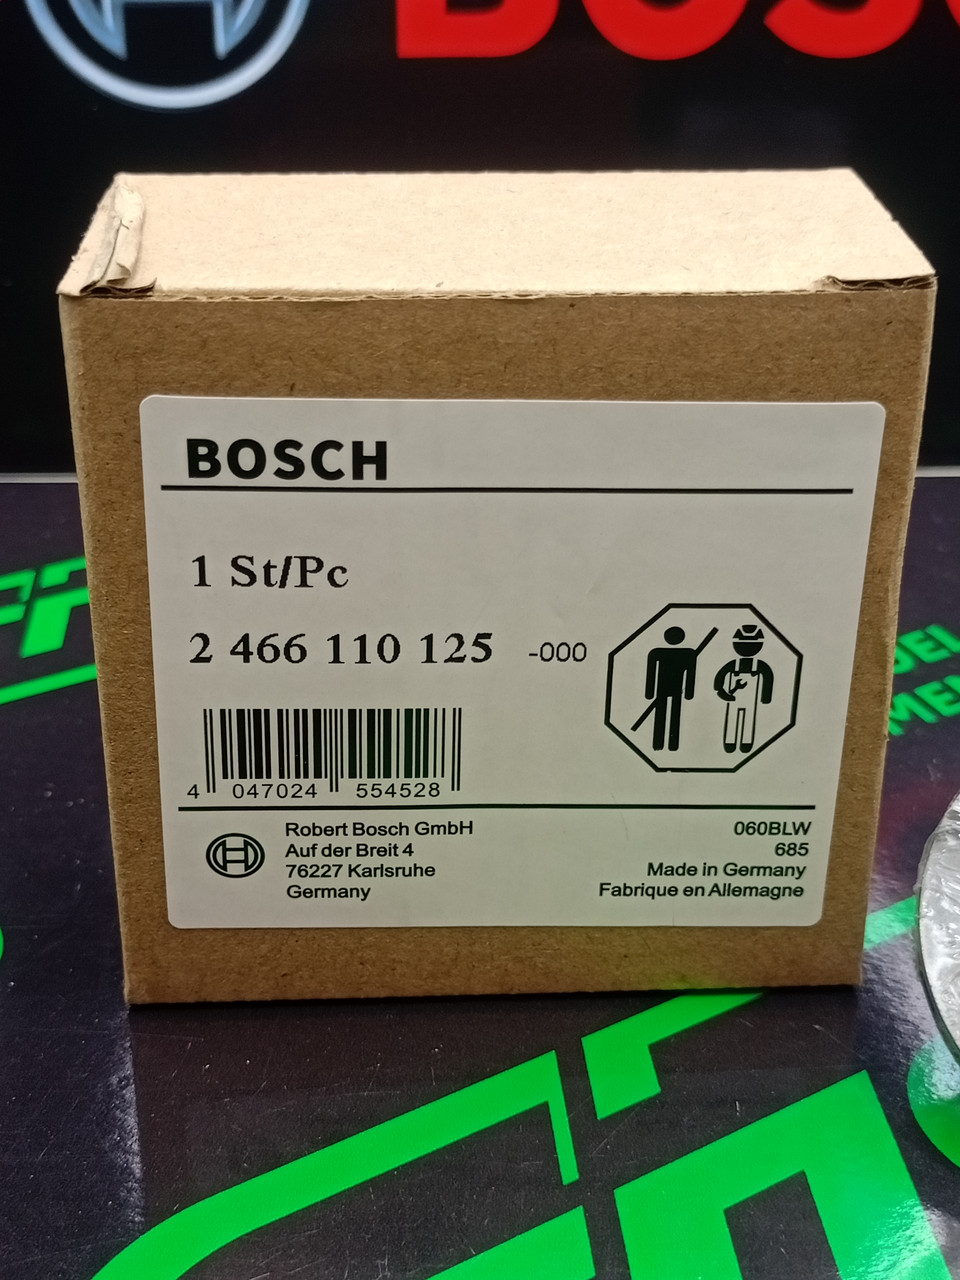 BOSCH
BOSCH
1 St/Pc
2 466 110 125 -000
4 047024 554528
Robert Bosch GmbH
Auf der Breit 4
76227 Karlsruhe
Germany
060BLW
685
Made in Germany
Fabrique en Allemagne